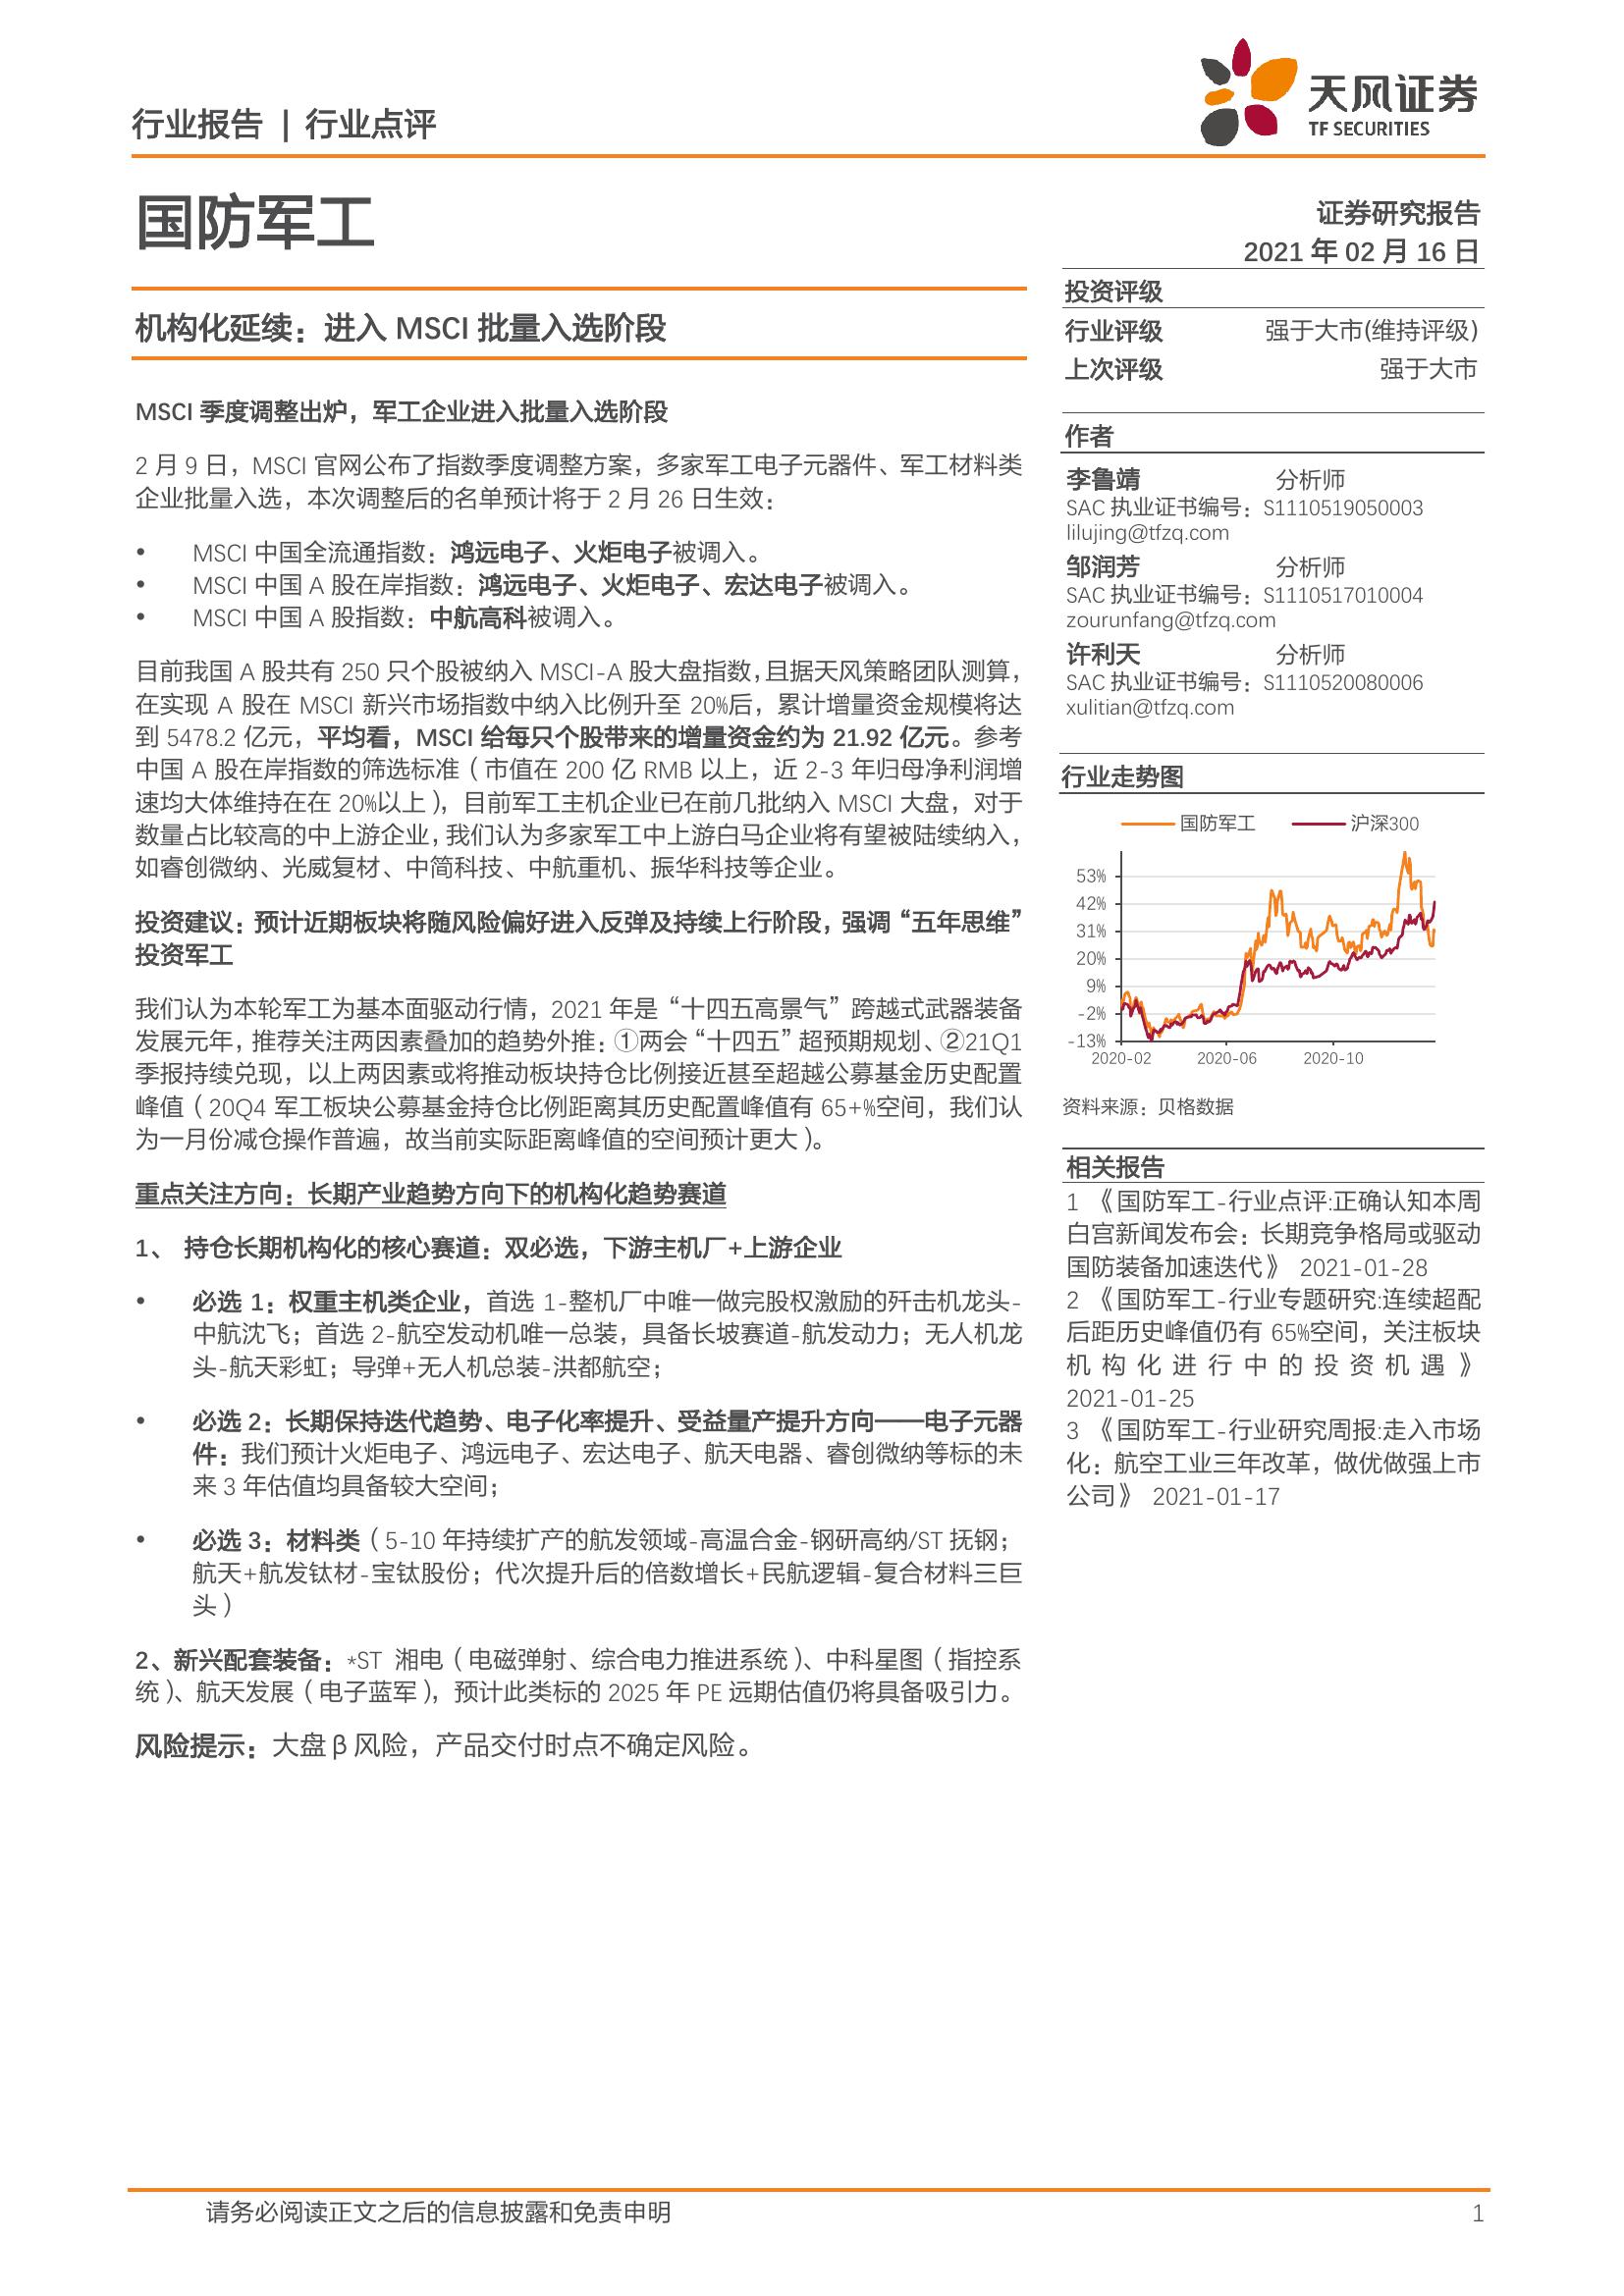 行业报告 | 行业点评
天风证券
TF SECURITIES
国防军工
证券研究报告
2021 年 02 月 16 日
机构化延续：进入 MSCI 批量入选阶段
MSCI 季度调整出炉，军工企业进入批量入选阶段
2 月 9 日，MSCI 官网公布了指数季度调整方案，多家军工电子元器件、军工材料类
企业批量入选，本次调整后的名单预计将于 2 月 26 日生效：
• MSCI 中国全流通指数：鸿远电子、火炬电子被调入。
• MSCI 中国 A 股在岸指数：鸿远电子、火炬电子、宏达电子被调入。
• MSCI 中国 A 股指数：中航高科被调入。
目前我国 A 股共有 250 只个股被纳入 MSCI-A 股大盘指数，且据天风策略团队测算，
在实现 A 股在 MSCI 新兴市场指数中纳入比例升至 20%后，累计增量资金规模将达
到 5478.2 亿元，平均看，MSCI 给每只个股带来的增量资金约为 21.92 亿元。参考
中国 A 股在岸指数的筛选标准（市值在 200 亿 RMB 以上，近 2-3 年归母净利润增
速均大体维持在在 20%以上），目前军工主机企业已在前几批纳入 MSCI 大盘，对于
数量占比较高的中上游企业，我们认为多家军工中上游白马企业将有望被陆续纳入，
如睿创微纳、光威复材、中简科技、中航重机、振华科技等企业。
投资建议：预计近期板块将随风险偏好进入反弹及持续上行阶段，强调“五年思维”
投资军工
我们认为本轮军工为基本面驱动行情，2021 年是“十四五高景气”跨越式武器装备
发展元年，推荐关注两因素叠加的趋势外推：①两会“十四五”超预期规划、②21Q1
季报持续兑现，以上两因素或将推动板块持仓比例接近甚至超越公募基金历史配置
峰值（20Q4 军工板块公募基金持仓比例距离其历史配置峰值有 65+%空间，我们认
为一月份减仓操作普遍，故当前实际距离峰值的空间预计更大）。
重点关注方向：长期产业趋势方向下的机构化趋势赛道
1、 持仓长期机构化的核心赛道：双必选，下游主机厂+上游企业
• 必选 1：权重主机类企业，首选 1-整机厂中唯一做完股权激励的歼击机龙头-
中航沈飞；首选 2-航空发动机唯一总装，具备长坡赛道-航发动力；无人机龙
头-航天彩虹；导弹+无人机总装-洪都航空；
• 必选 2：长期保持迭代趋势、电子化率提升、受益量产提升方向——电子元器
件：我们预计火炬电子、鸿远电子、宏达电子、航天电器、睿创微纳等标的未
来 3 年估值均具备较大空间；
• 必选 3：材料类（5-10 年持续扩产的航发领域-高温合金-钢研高纳/ST 抚钢；
航天+航发钛材-宝钛股份；代次提升后的倍数增长+民航逻辑-复合材料三巨
头）
2、新兴配套装备：*ST 湘电（电磁弹射、综合电力推进系统）、中科星图（指控系
统）、航天发展（电子蓝军），预计此类标的 2025 年 PE 远期估值仍将具备吸引力。
风险提示：大盘 β 风险，产品交付时点不确定风险。
投资评级
行业评级 强于大市(维持评级)
上次评级 强于大市
作者
李鲁靖 分析师
SAC 执业证书编号：S1110519050003
lilujing@tfzq.com
邹润芳 分析师
SAC 执业证书编号：S1110517010004
zourunfang@tfzq.com
许利天 分析师
SAC 执业证书编号：S1110520080006
xulitian@tfzq.com
行业走势图
国防军工 沪深300
53%
42%
31%
20%
9%
-2%
-13%
2020-02 2020-06 2020-10
资料来源：贝格数据
相关报告
1 《国防军工-行业点评:正确认知本周
白宫新闻发布会：长期竞争格局或驱动
国防装备加速迭代》 2021-01-28
2 《国防军工-行业专题研究:连续超配
后距历史峰值仍有 65%空间，关注板块
机构化进行中的投资机遇》
2021-01-25
3 《国防军工-行业研究周报:走入市场
化：航空工业三年改革，做优做强上市
公司》 2021-01-17
请务必阅读正文之后的信息披露和免责申明 1